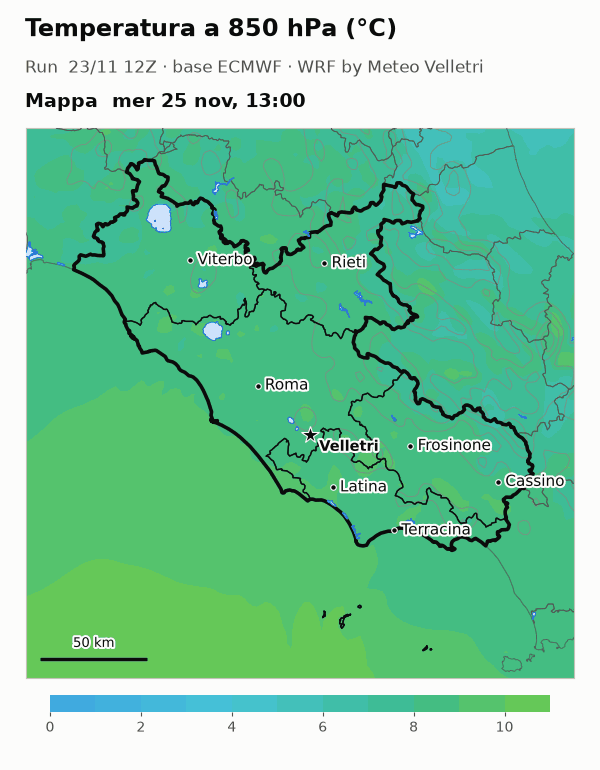 Temperatura a 850 hPa (°C)
Run  23/11 12Z · base ECMWF · WRF by Meteo Velletri
Mappa  mer 25 nov, 13:00
Viterbo
Rieti
Roma
Velletri
Frosinone
Latina
Cassino
Terracina
50 km
0 2 4 6 8 10